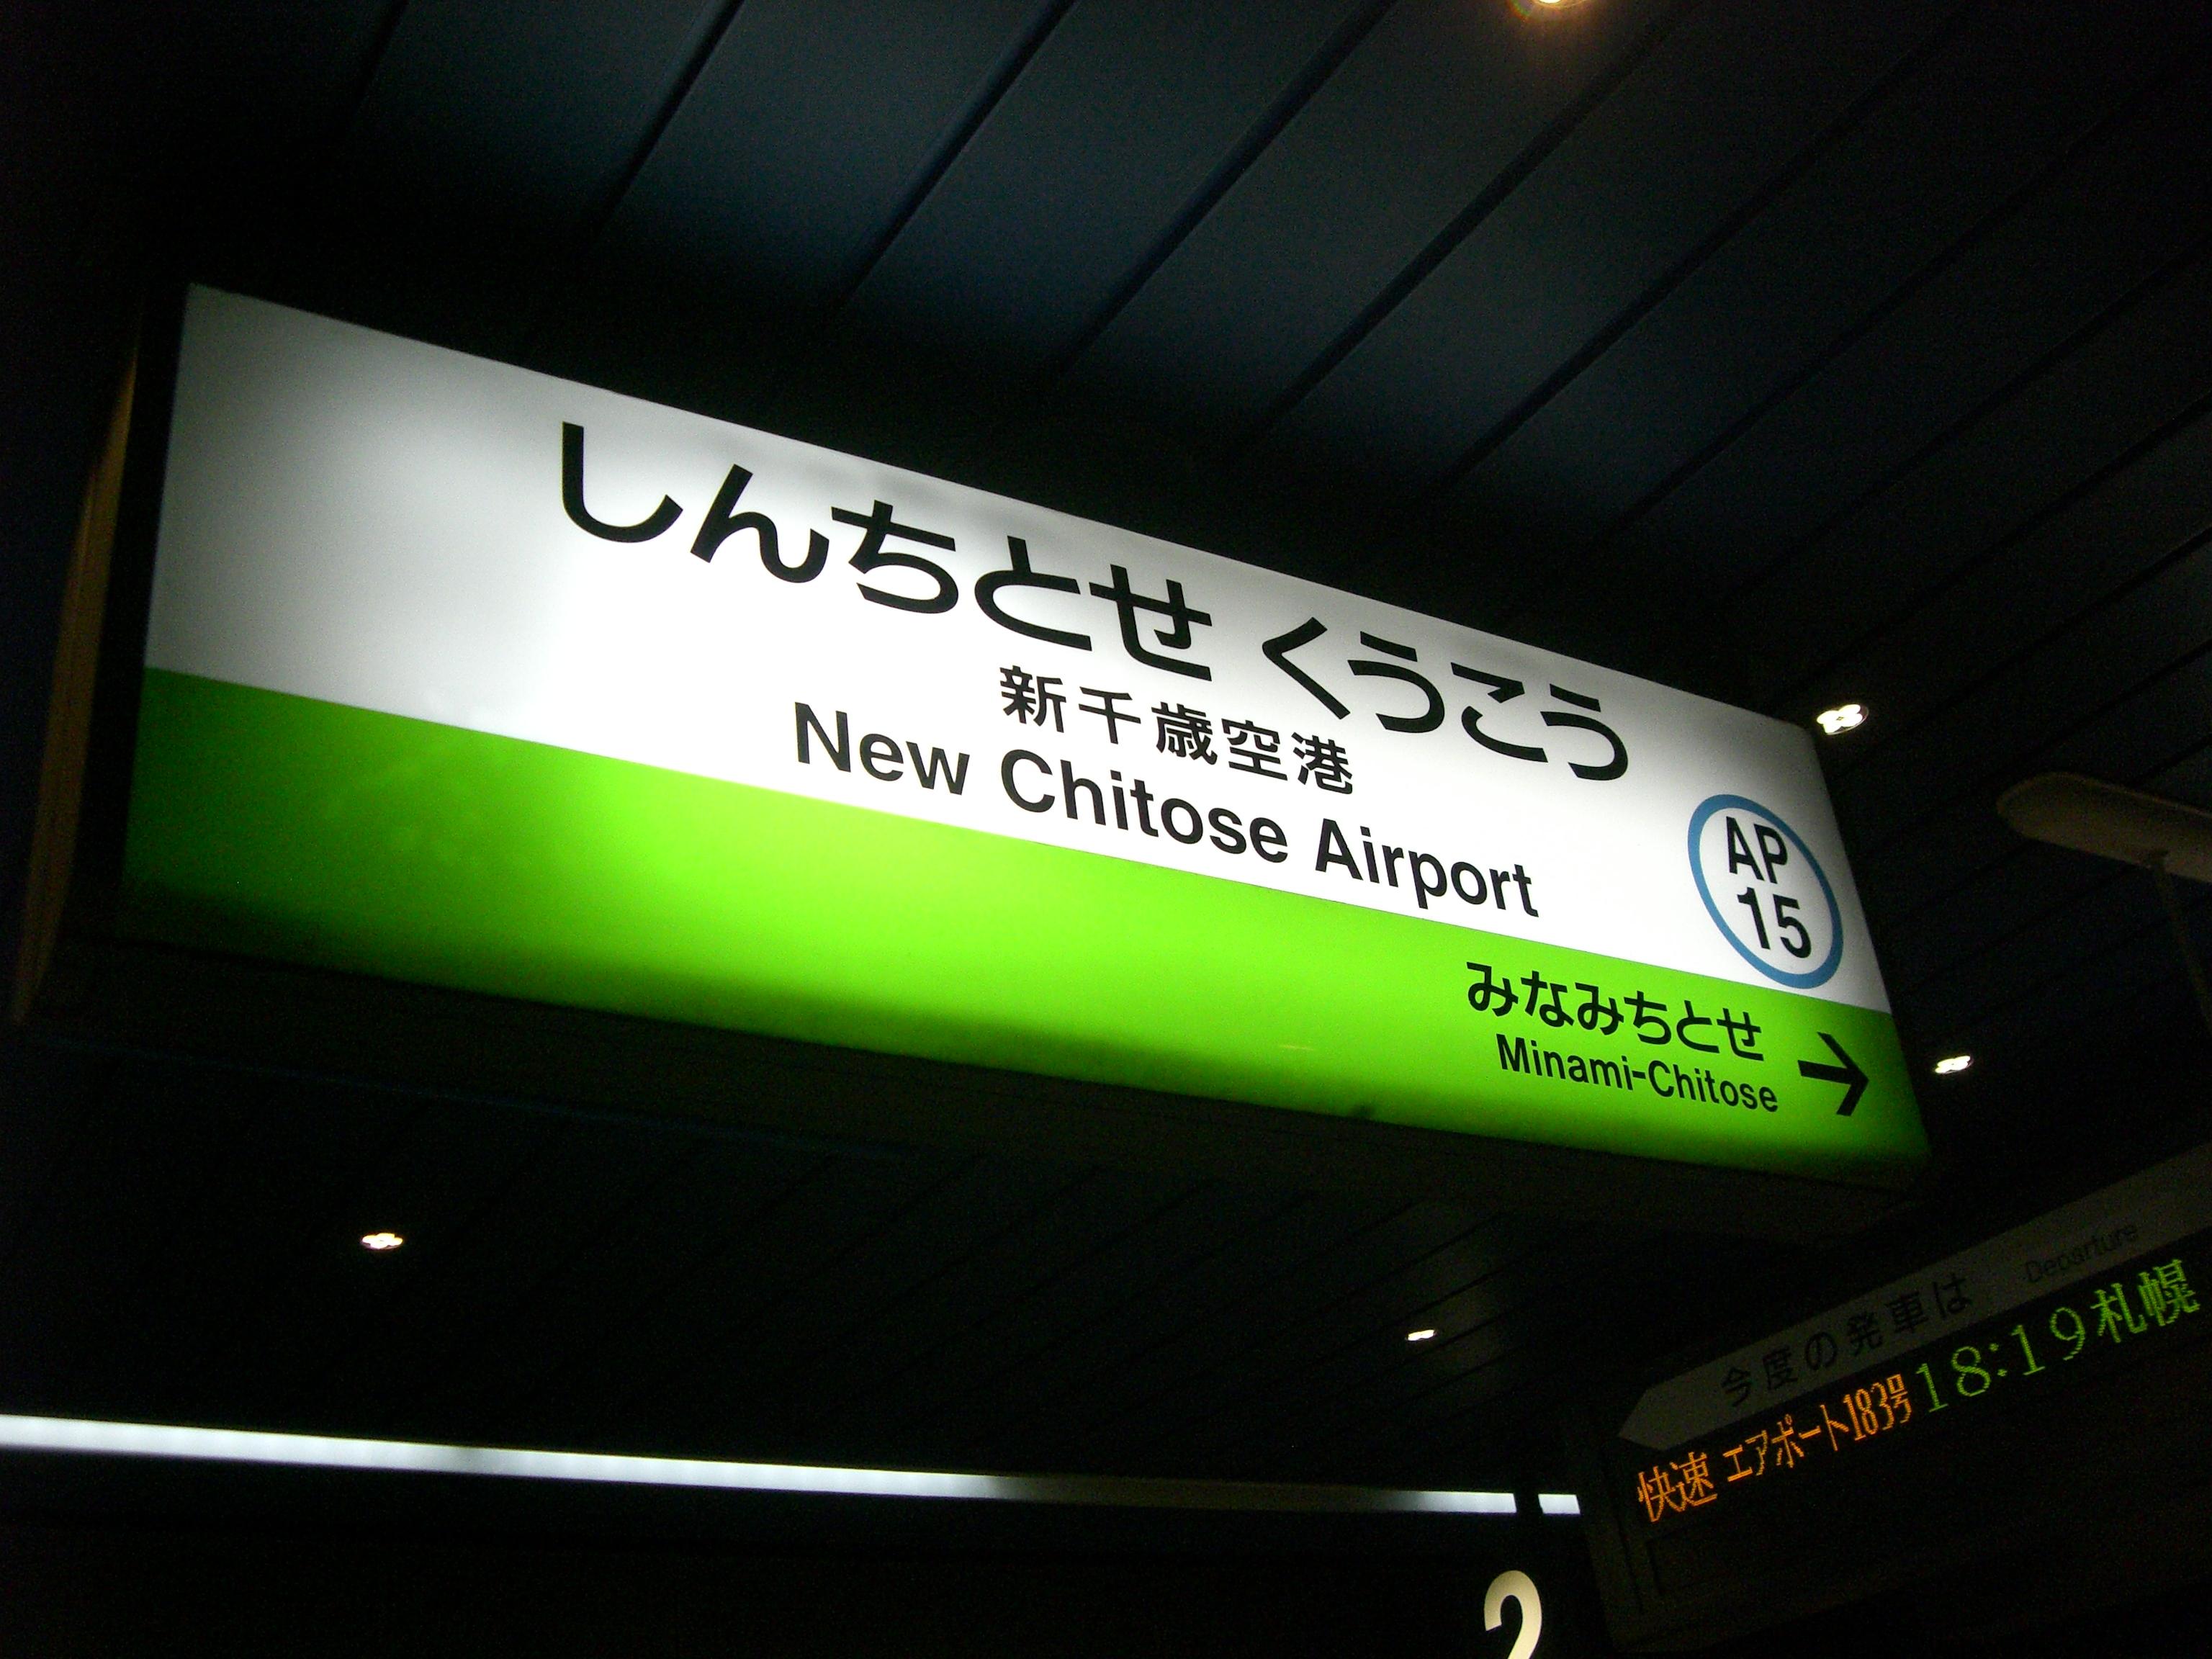 しんちとせ くうこう
新千歳空港
New Chitose Airport
AP
15
みなみちとせ
Minami-Chitose
→
今度の発車は Departure
快速 エアポート183号 18:19 札幌
2